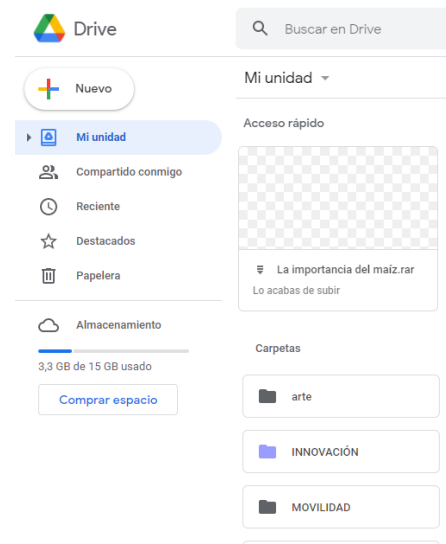 Drive
Buscar en Drive
Nuevo
Mi unidad
Mi unidad
Compartido conmigo
Reciente
Destacados
Papelera
Almacenamiento
3,3 GB de 15 GB usado
Comprar espacio
Acceso rápido
La importancia del maíz.rar
Lo acabas de subir
Carpetas
arte
INNOVACIÓN
MOVILIDAD